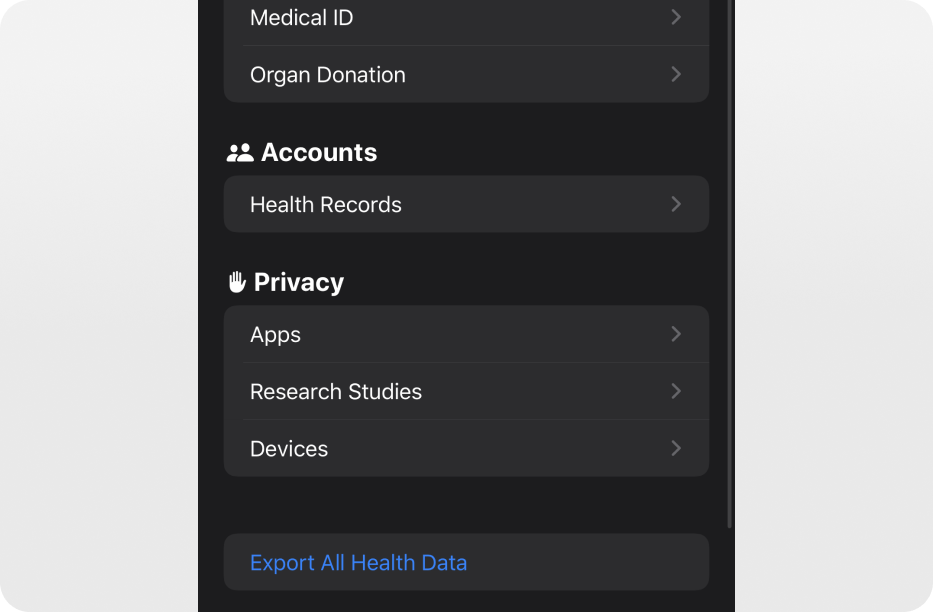 Medical ID
Organ Donation
Accounts
Health Records
Privacy
Apps
Research Studies
Devices
Export All Health Data